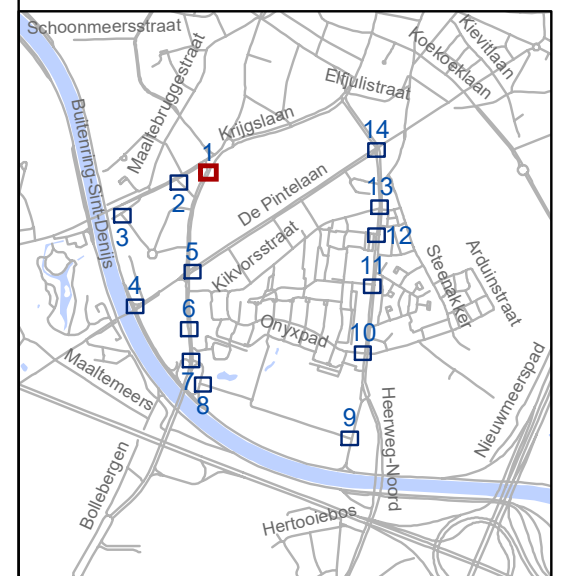 Schoonmeersstraat
Kievitlaan
Koekoeklaan
Maaltebruggestraat
Elfjulistraat
Buitenring-Sint-Denijs
Krijgslaan
14
1
De Pintelaan
2
13
3
Kikvorsstraat
12
Steenakker
Arduinstraat
5
11
4
6
Onyxpad
10
Maaltemeers
7
8
Heerweg-Noord
Nieuwmeerspad
9
Bollebergen
Hertooiebos